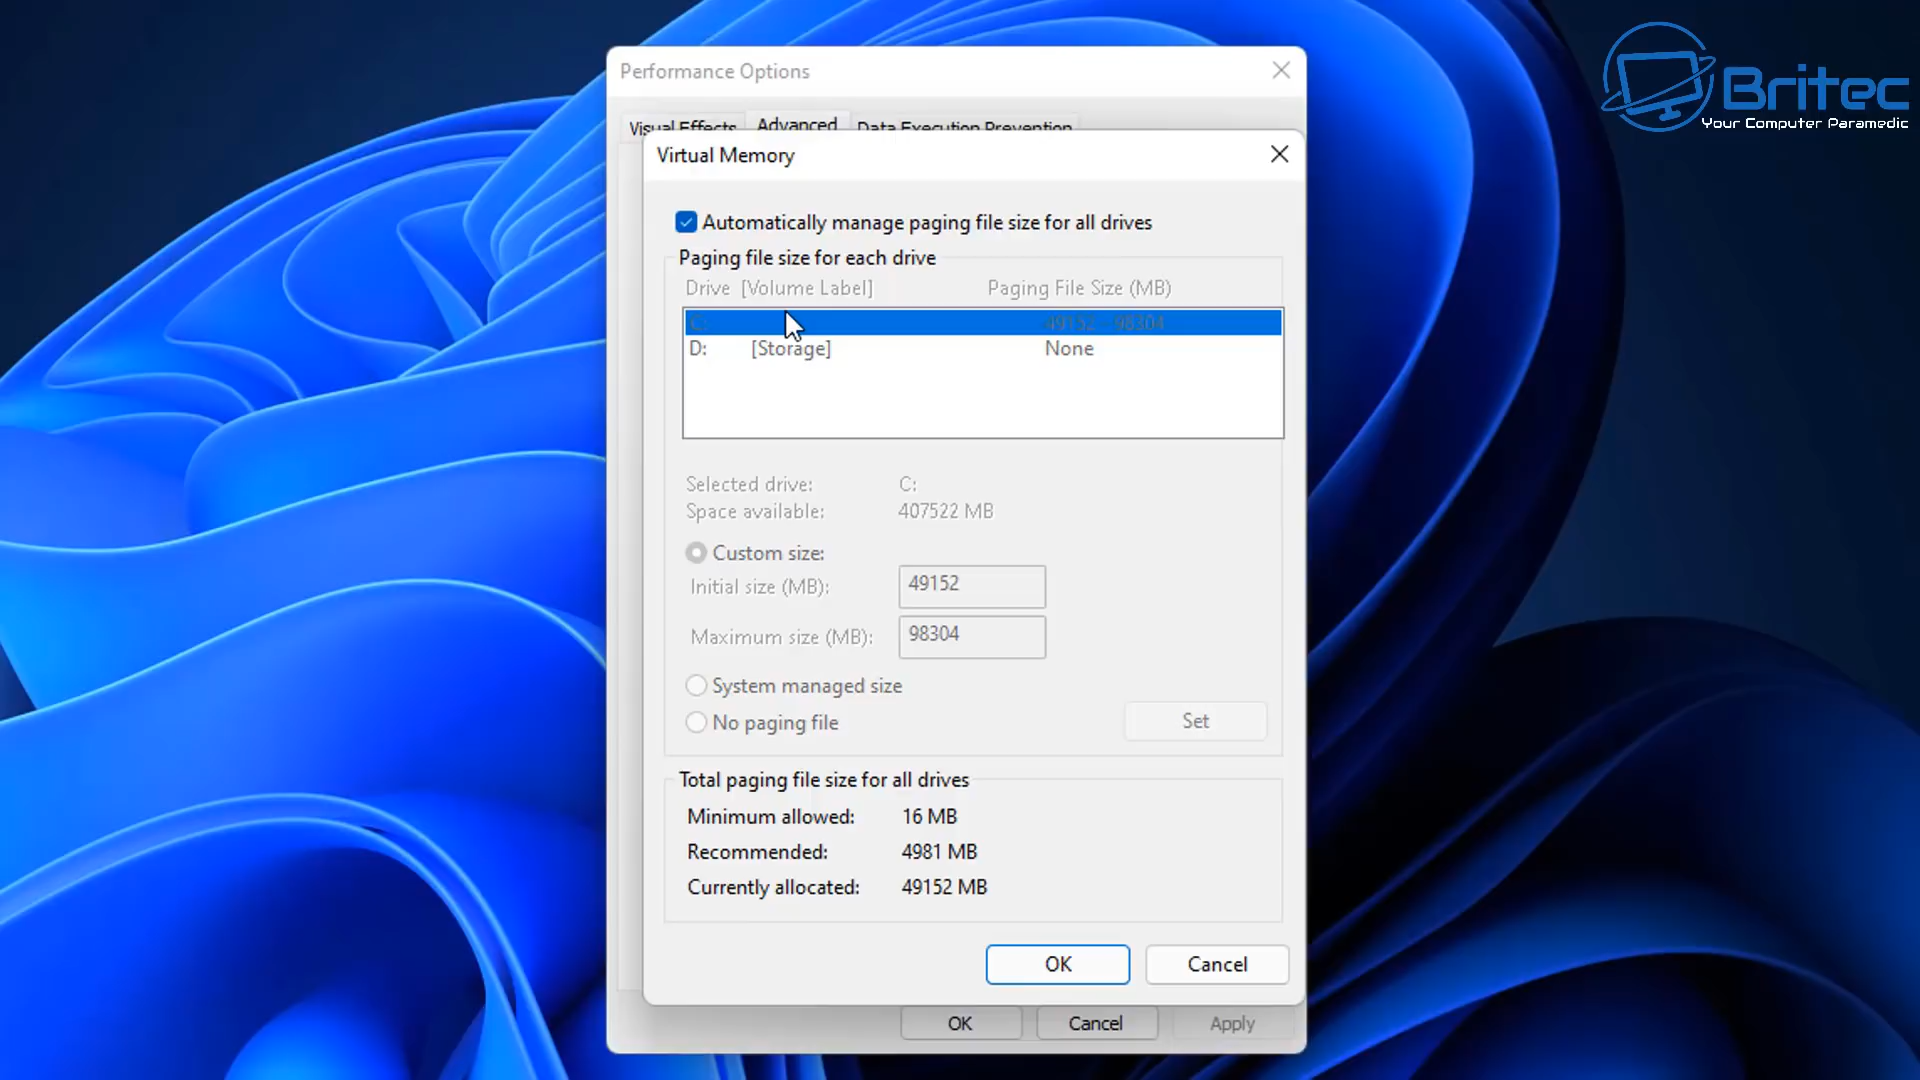 Britec
Your Computer Paramedic
Performance Options
Visual Effects Advanced Data Execution Prevention
Virtual Memory
Automatically manage paging file size for all drives
Paging file size for each drive
Drive [Volume Label] Paging File Size (MB)
C: 49152 - 98304
D: [Storage] None
Selected drive: C:
Space available: 407522 MB
Custom size:
Initial size (MB): 49152
Maximum size (MB): 98304
System managed size
No paging file Set
Total paging file size for all drives
Minimum allowed: 16 MB
Recommended: 4981 MB
Currently allocated: 49152 MB
OK Cancel
OK Cancel Apply